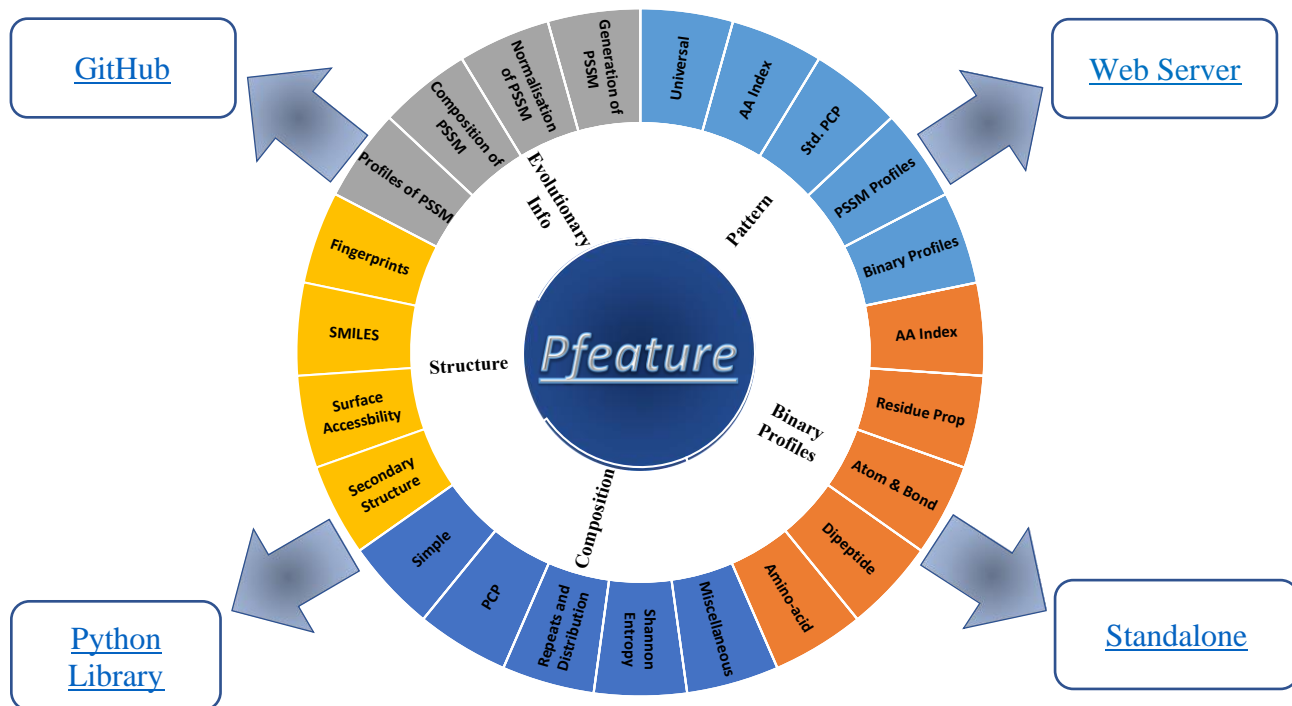 GitHub
Web Server
Python
Library
Standalone
Pfeature
Evolutionary
Info
Pattern
Binary
Profiles
Composition
Structure
Universal
AA Index
Std. PCP
PSSM Profiles
Binary Profiles
AA Index
Residue Prop
Atom & Bond
Dipeptide
Amino-acid
Miscellaneous
Shannon
Entropy
Repeats and
Distribution
PCP
Simple
Secondary
Structure
Surface
Accessbility
SMILES
Fingerprints
Profiles of PSSM
Composition of
PSSM
Normalisation
of PSSM
Generation of
PSSM